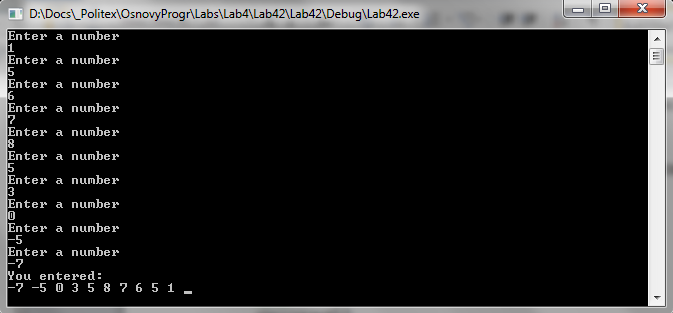 D:\Docs\_Politex\OsnovyProgr\Labs\Lab4\Lab42\Lab42\Debug\Lab42.exe
Enter a number
1
Enter a number
5
Enter a number
6
Enter a number
7
Enter a number
8
Enter a number
5
Enter a number
3
Enter a number
0
Enter a number
-5
Enter a number
-7
You entered:
-7 -5 0 3 5 8 7 6 5 1 _